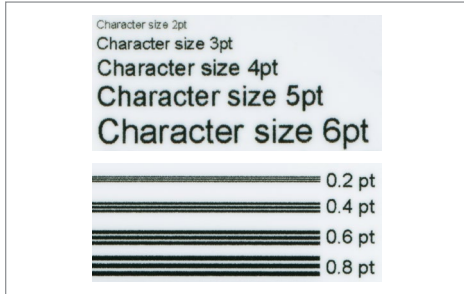 Character size 2pt
Character size 3pt
Character size 4pt
Character size 5pt
Character size 6pt
0.2 pt
0.4 pt
0.6 pt
0.8 pt